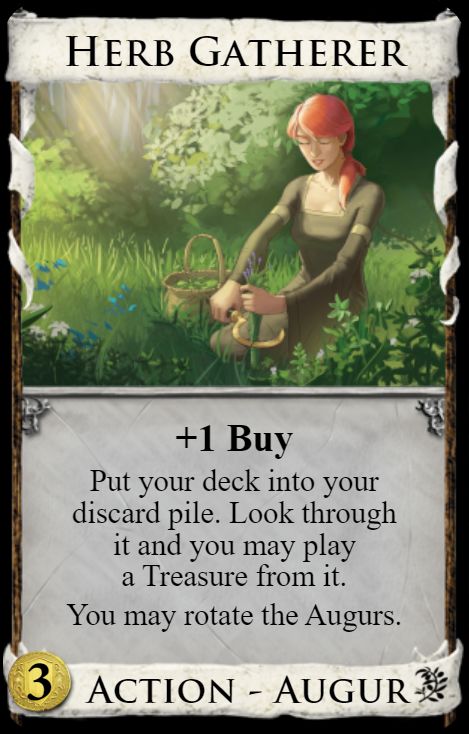 HERB GATHERER
+1 Buy
Put your deck into your
discard pile. Look through
it and you may play
a Treasure from it.
You may rotate the Augurs.
3
ACTION - AUGUR